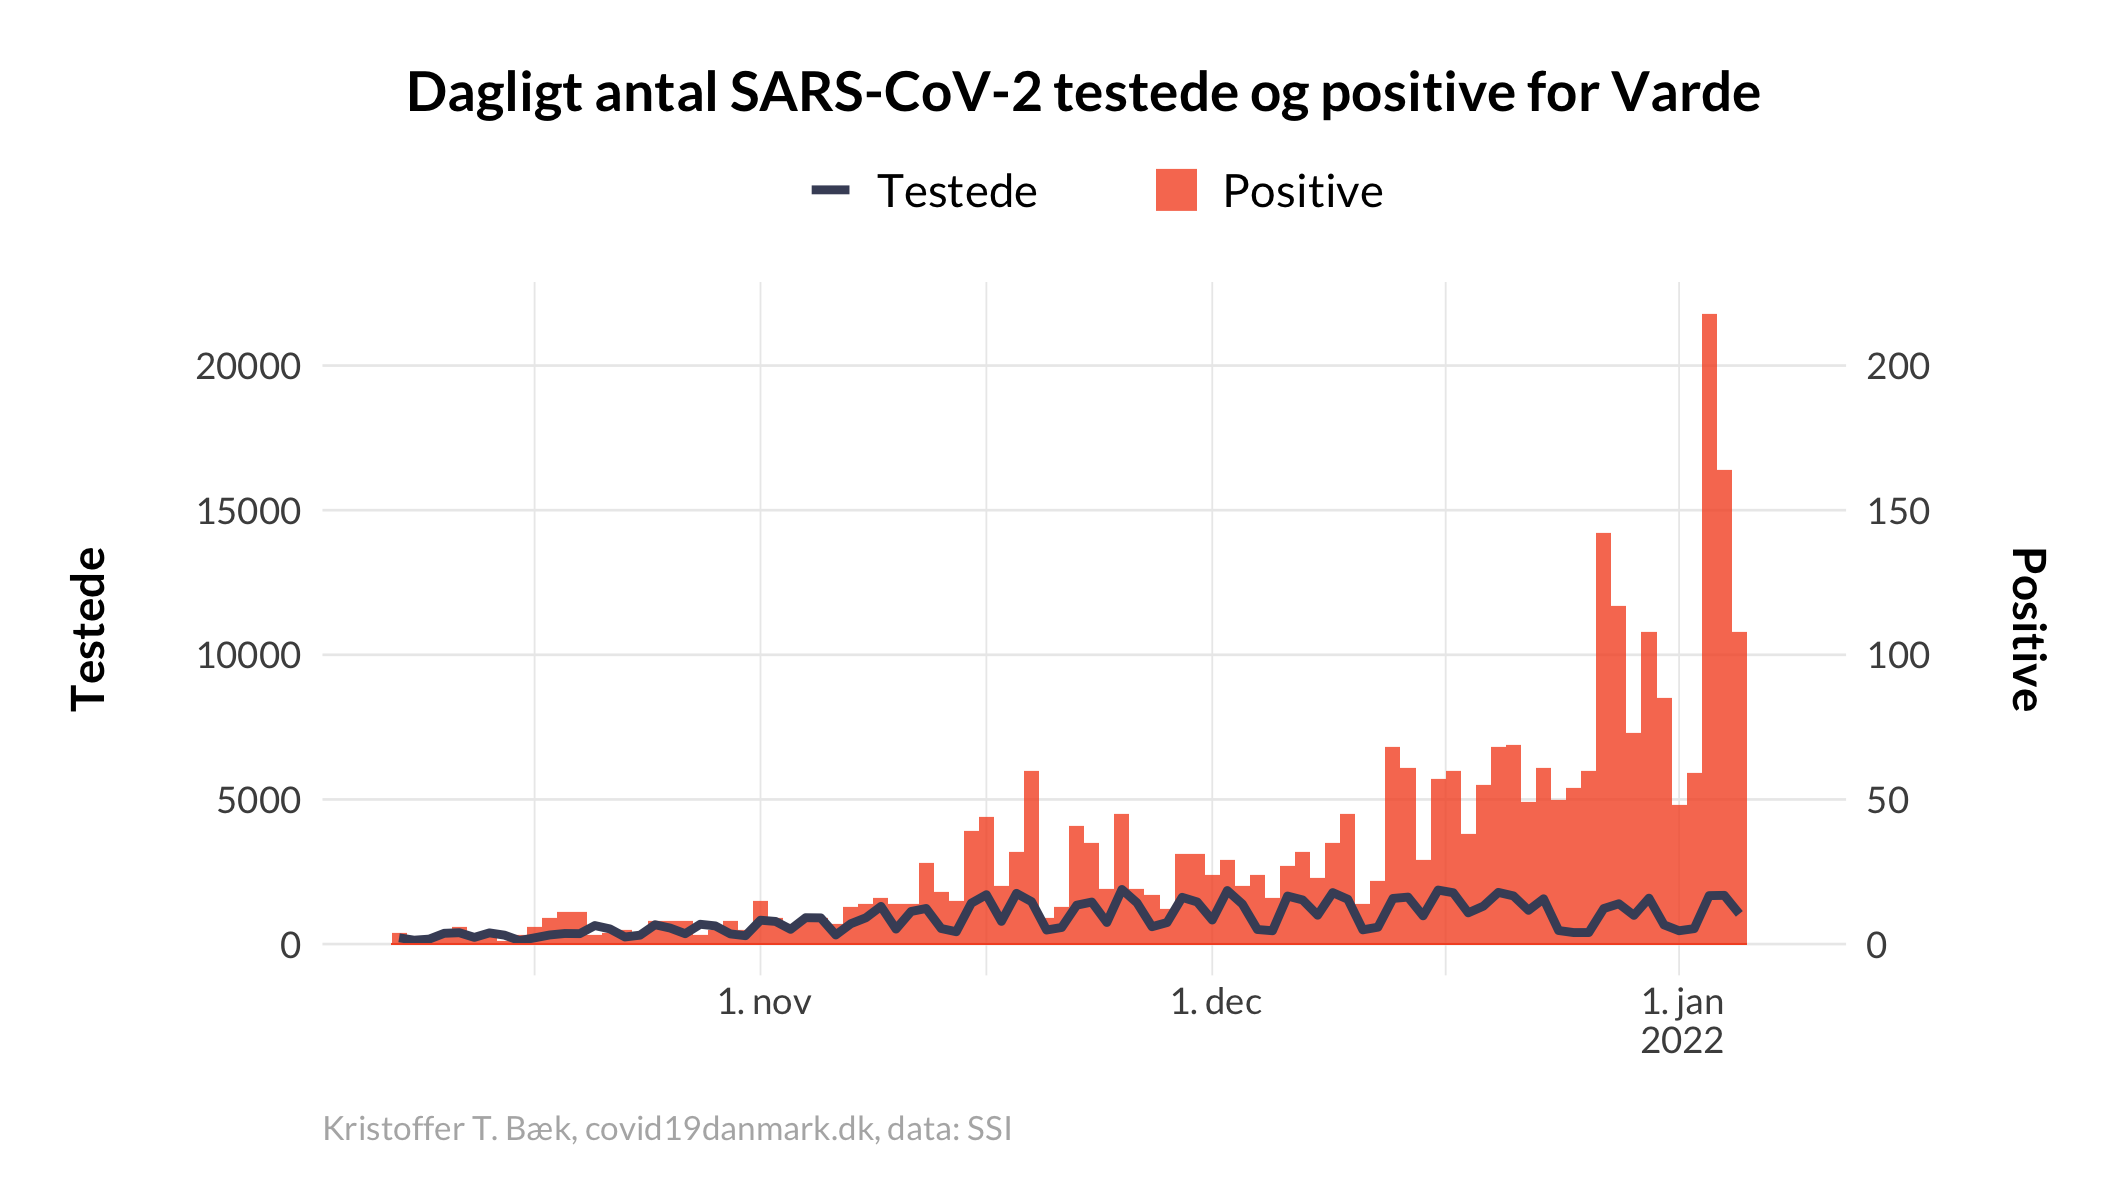 Dagligt antal SARS-CoV-2 testede og positive for Varde
Testede
Positive
20000
15000
10000
5000
0
Testede
200
150
100
50
0
Positive
1. nov
1. dec
1. jan
2022
Kristoffer T. Bæk, covid19danmark.dk, data: SSI